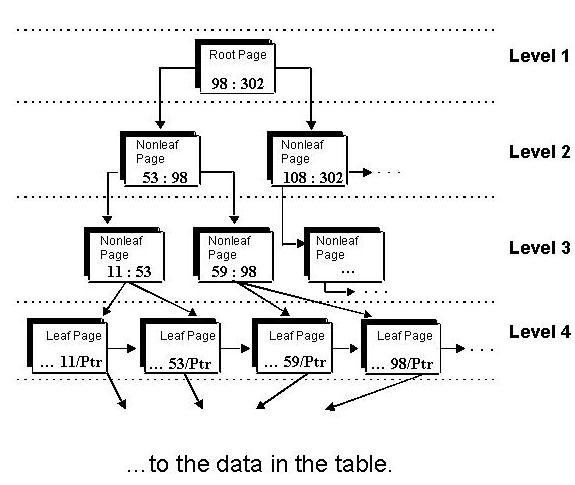 Root Page
98 : 302
Level 1
Nonleaf
Page
53 : 98
Nonleaf
Page
108 : 302
. . .
Level 2
Nonleaf
Page
11 : 53
Nonleaf
Page
59 : 98
Nonleaf
Page
...
. . .
Level 3
Leaf Page
... 11/Ptr
Leaf Page
... 53/Ptr
Leaf Page
... 59/Ptr
Leaf Page
... 98/Ptr
. . .
Level 4
...to the data in the table.